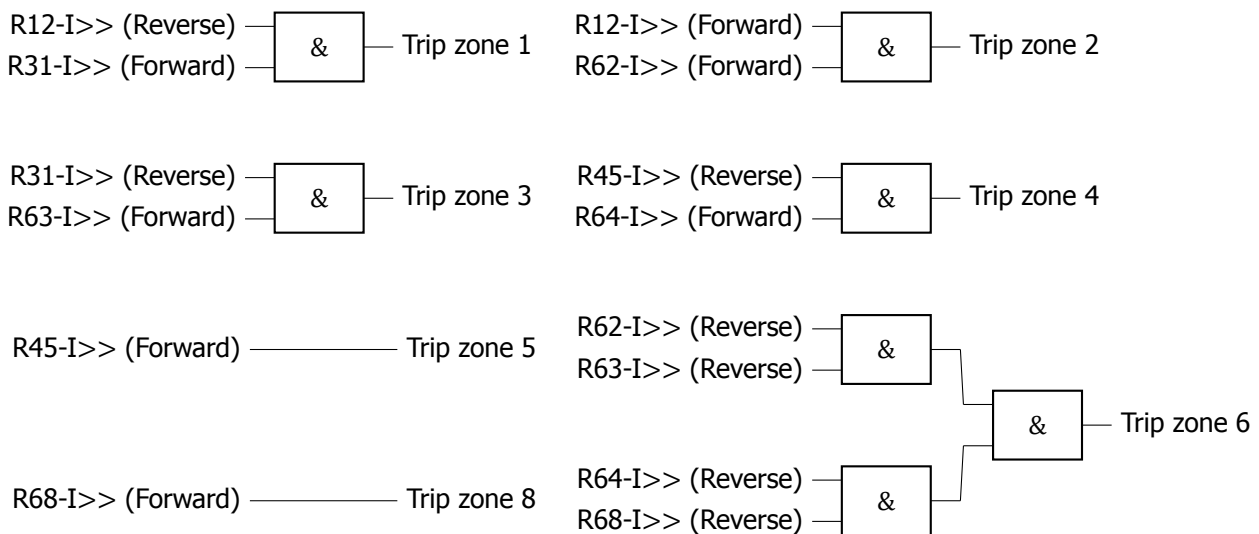 R12-I>> (Reverse)
R31-I>> (Forward)
&
Trip zone 1
R12-I>> (Forward)
R62-I>> (Forward)
&
Trip zone 2
R31-I>> (Reverse)
R63-I>> (Forward)
&
Trip zone 3
R45-I>> (Reverse)
R64-I>> (Forward)
&
Trip zone 4
R45-I>> (Forward)
Trip zone 5
R62-I>> (Reverse)
R63-I>> (Reverse)
&
&
Trip zone 6
R68-I>> (Forward)
Trip zone 8
R64-I>> (Reverse)
R68-I>> (Reverse)
&